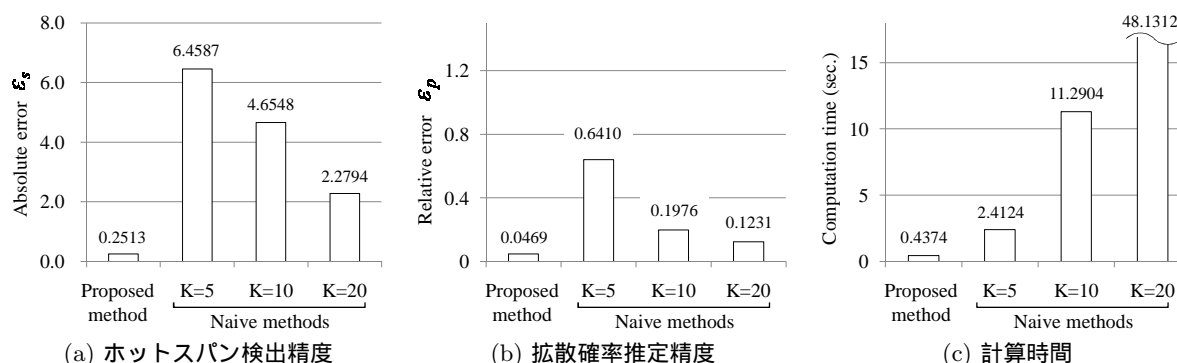 8.0
6.0
4.0
2.0
0.0
Absolute error ε_s
6.4587
4.6548
2.2794
0.2513
Proposed method
K=5 K=10 K=20
Naive methods
(a) ホットスパン検出精度
1.2
0.8
0.4
0
Relative error ε_p
0.6410
0.1976
0.1231
0.0469
Proposed method
K=5 K=10 K=20
Naive methods
(b) 拡散確率推定精度
15
10
5
0
Computation time (sec.)
48.1312
11.2904
2.4124
0.4374
Proposed method
K=5 K=10 K=20
Naive methods
(c) 計算時間